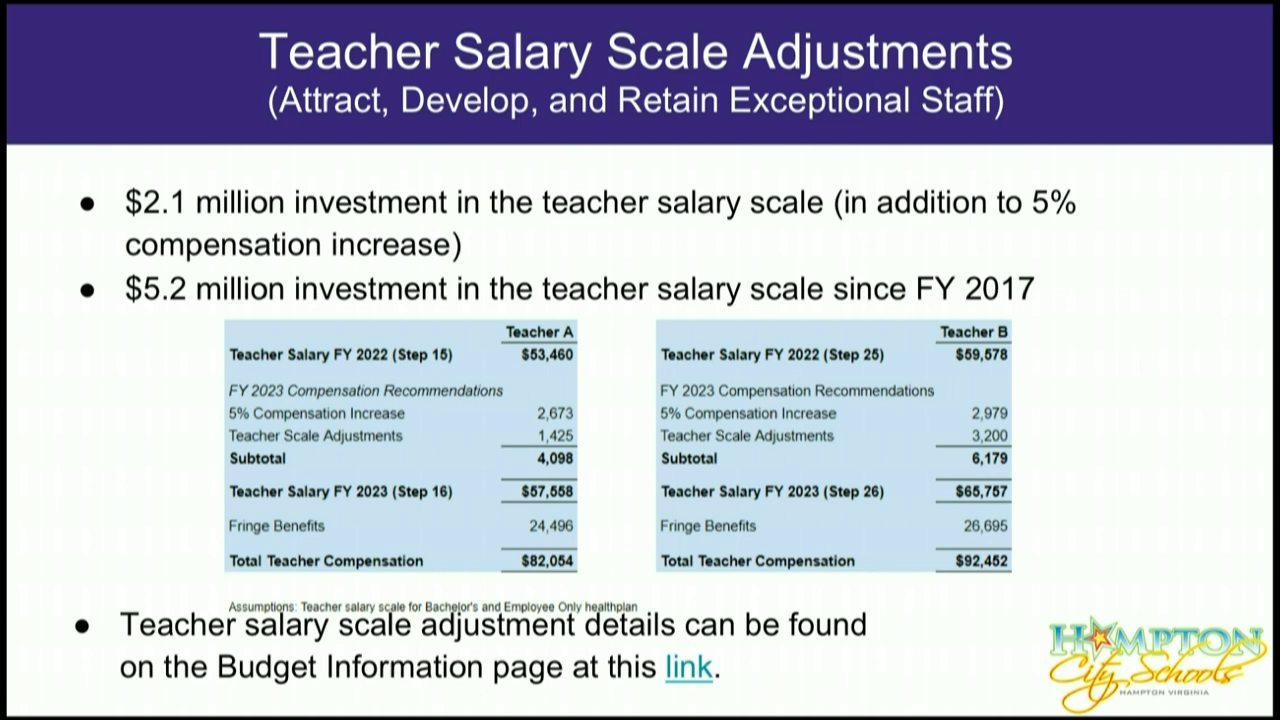 Teacher Salary Scale Adjustments
(Attract, Develop, and Retain Exceptional Staff)
● $2.1 million investment in the teacher salary scale (in addition to 5%
compensation increase)
● $5.2 million investment in the teacher salary scale since FY 2017
Teacher A
Teacher Salary FY 2022 (Step 15) $53,460
FY 2023 Compensation Recommendations
5% Compensation Increase 2,673
Teacher Scale Adjustments 1,425
Subtotal 4,098
Teacher Salary FY 2023 (Step 16) $57,558
Fringe Benefits 24,496
Total Teacher Compensation $82,054
Teacher B
Teacher Salary FY 2022 (Step 25) $59,578
FY 2023 Compensation Recommendations
5% Compensation Increase 2,979
Teacher Scale Adjustments 3,200
Subtotal 6,179
Teacher Salary FY 2023 (Step 26) $65,757
Fringe Benefits 26,695
Total Teacher Compensation $92,452
Assumptions: Teacher salary scale for Bachelor's and Employee Only healthplan
● Teacher salary scale adjustment details can be found
on the Budget Information page at this link.
HAMPTON
City Schools
HAMPTON VIRGINIA